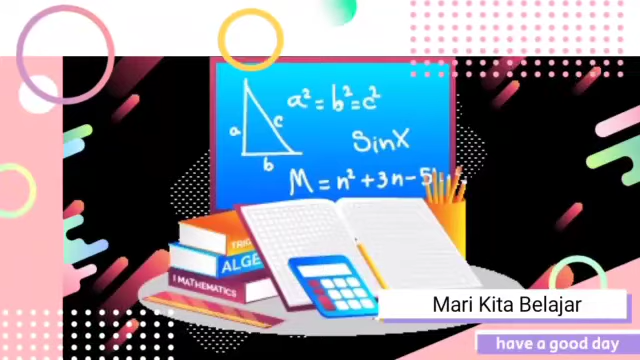 a² = b² = c²
a
c
b
Sinx
M = n² + 3n - 5
TRIG
ALGE
MATHEMATICS
Mari Kita Belajar
have a good day